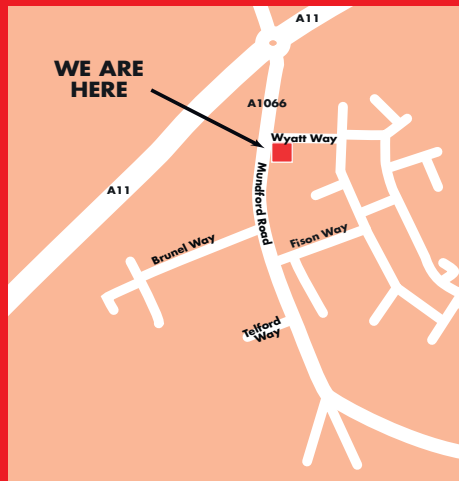 A11
WE ARE
HERE
A1066
Wyatt Way
Mundford Road
A11
Fison Way
Brunel Way
Telford
Way